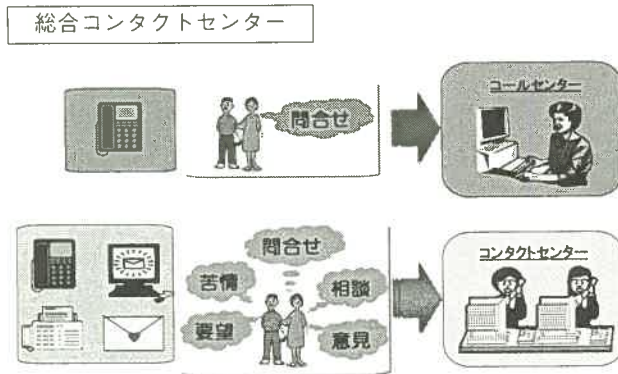 総合コンタクトセンター
問合せ
コールセンター
問合せ
苦情
相談
要望
意見
コンタクトセンター